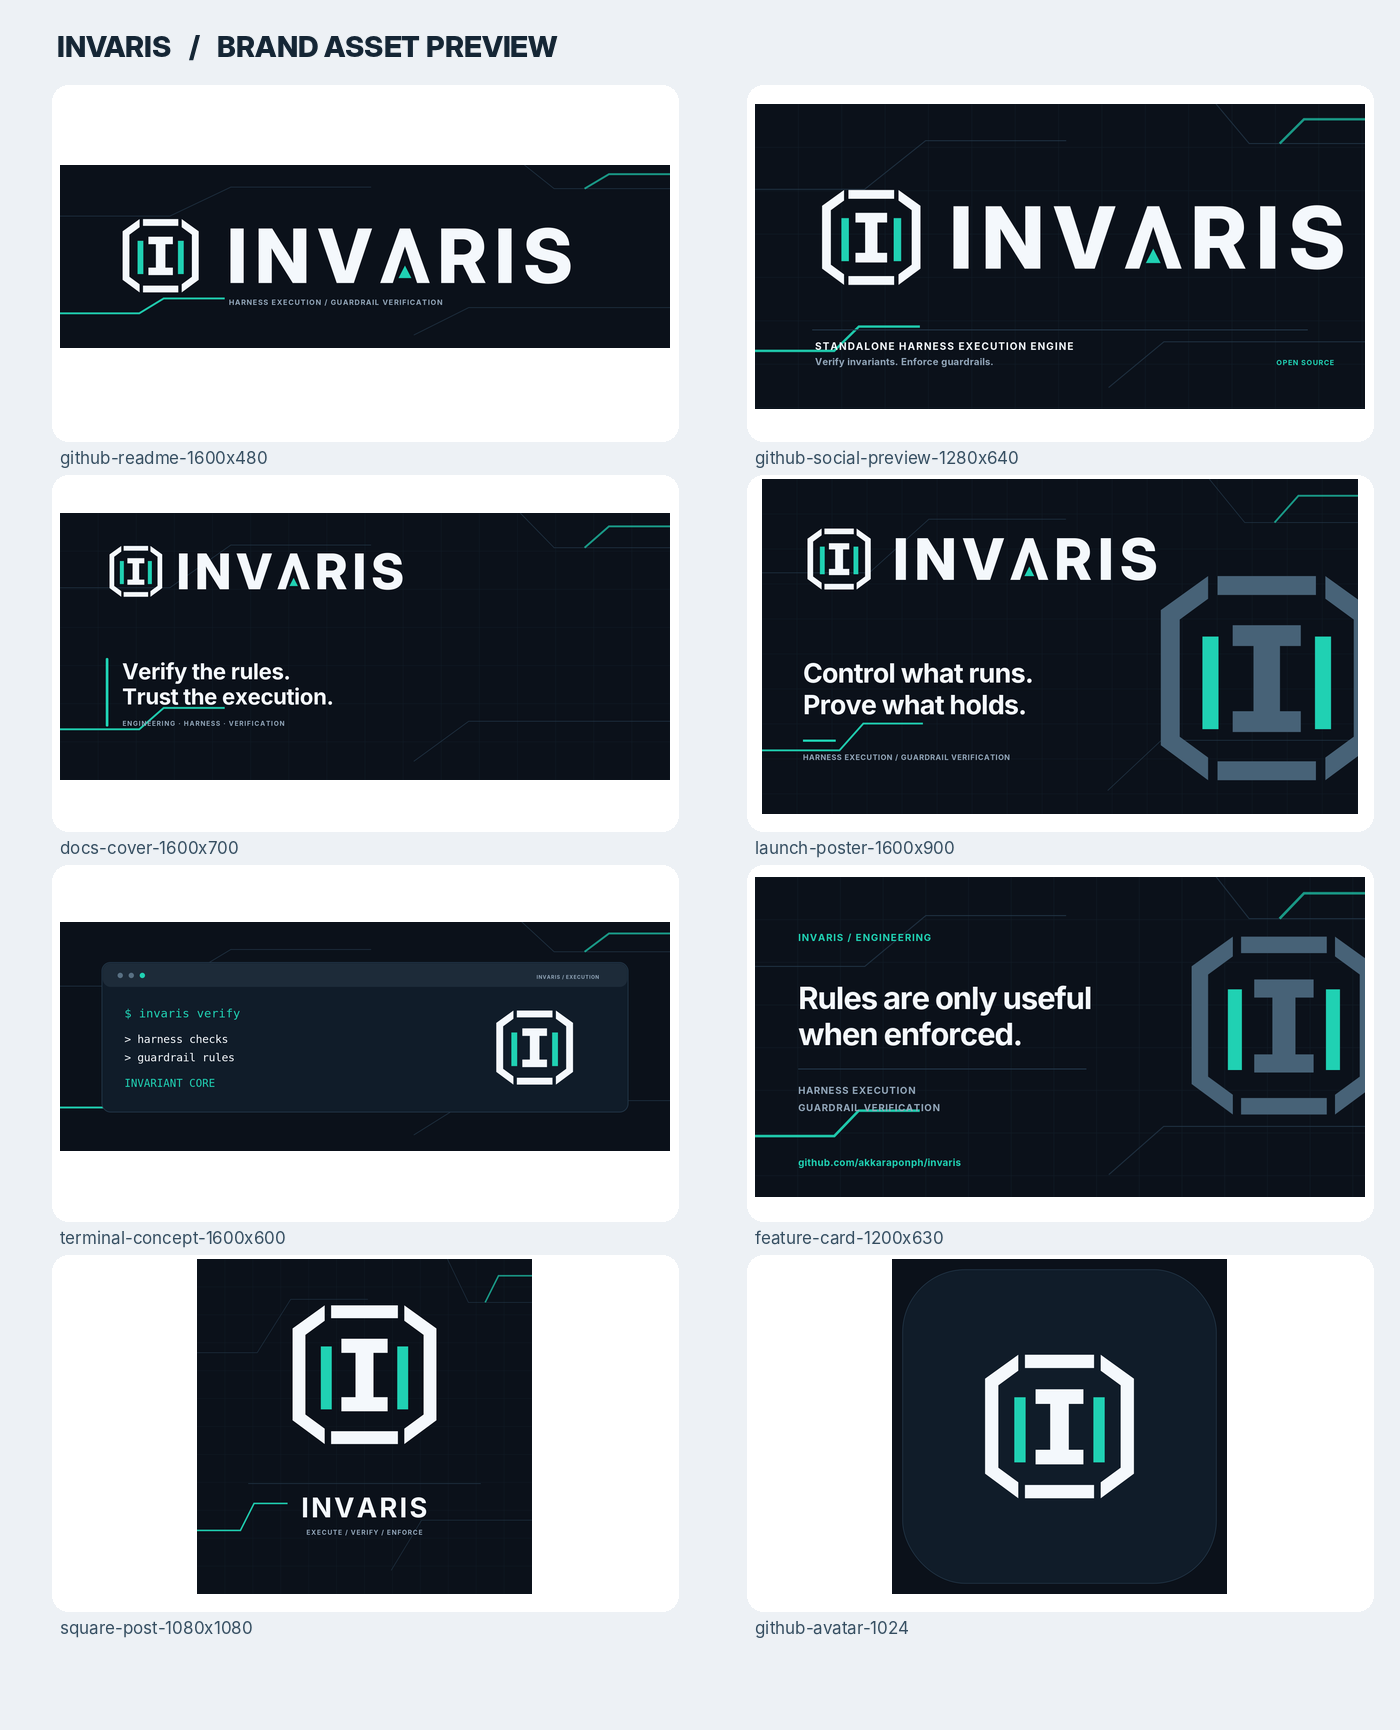 INVARIS / BRAND ASSET PREVIEW
INVARIS
HARNESS EXECUTION / GUARDRAIL VERIFICATION
github-readme-1600x480
INVARIS
STANDALONE HARNESS EXECUTION ENGINE
Verify invariants. Enforce guardrails.
OPEN SOURCE
github-social-preview-1280x640
INVARIS
Verify the rules.
Trust the execution.
ENGINEERING · HARNESS · VERIFICATION
docs-cover-1600x700
INVARIS
Control what runs.
Prove what holds.
HARNESS EXECUTION / GUARDRAIL VERIFICATION
launch-poster-1600x900
INVARIS / EXECUTION
$ invaris verify
> harness checks
> guardrail rules
INVARIANT CORE
terminal-concept-1600x600
INVARIS / ENGINEERING
Rules are only useful
when enforced.
HARNESS EXECUTION
GUARDRAIL VERIFICATION
github.com/akkaraponph/invaris
feature-card-1200x630
INVARIS
EXECUTE / VERIFY / ENFORCE
square-post-1080x1080
github-avatar-1024